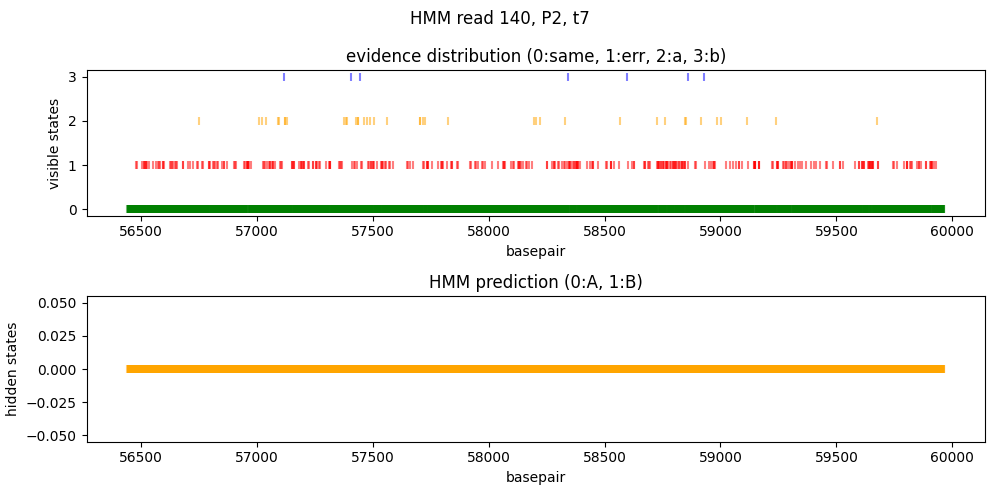 HMM read 140, P2, t7
evidence distribution (0:same, 1:err, 2:a, 3:b)
visible states
3
2
1
0
56500 57000 57500 58000 58500 59000 59500 60000
basepair
HMM prediction (0:A, 1:B)
hidden states
0.050
0.025
0.000
−0.025
−0.050
56500 57000 57500 58000 58500 59000 59500 60000
basepair